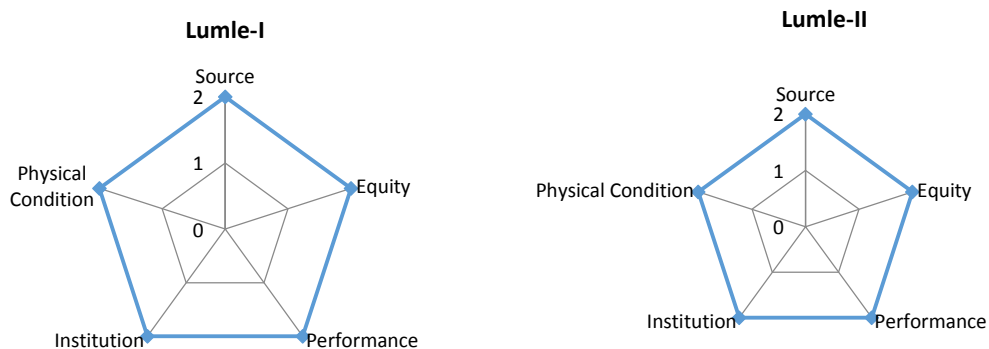 Lumle-I
Source
2
1
0
Physical
Condition
Equity
Institution
Performance
Lumle-II
Source
2
1
0
Physical Condition
Equity
Institution
Performance